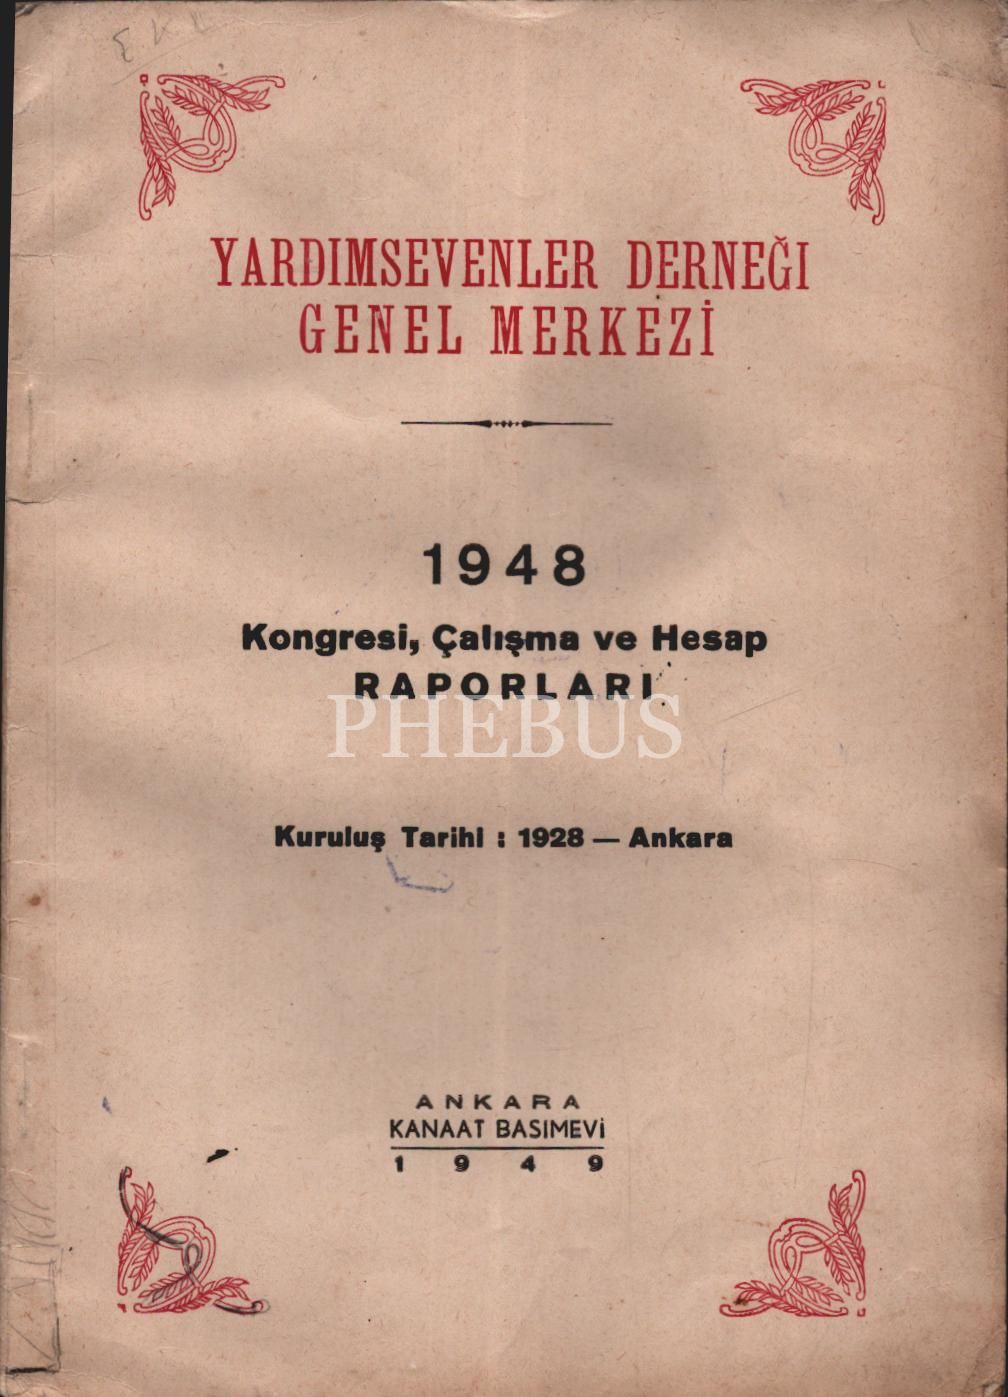 YARDIMSEVENLER DERNEĞI
GENEL MERKEZİ
1948
Kongresi, Çalışma ve Hesap
RAPORLARI
PHEBUS
Kuruluş Tarihi : 1928 — Ankara
ANKARA
KANAAT BASIMEVİ
1949